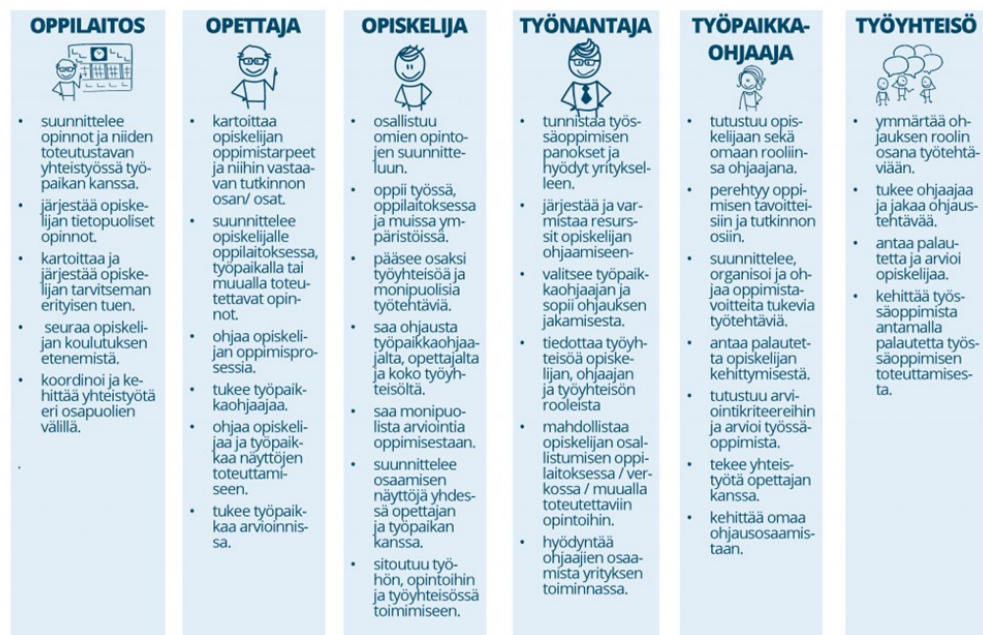 OPPILAITOS
• suunnittelee
opinnot ja niiden
toteutustavan
yhteistyössä työ-
paikan kanssa.
• järjestää opiske-
lijan tietopuoliset
opinnot.
• kartoittaa ja
järjestää opiske-
lijan tarvitseman
erityisen tuen.
• seuraa opiskeli-
jan koulutuksen
etenemistä.
• koordinoi ja ke-
hittää yhteistyötä
eri osapuolien
välillä.
.
OPETTAJA
• kartoittaa
opiskelijan
oppimistarpeet
ja niihin vastaa-
van tutkinnon
osan/ osat.
• suunnittelee
opiskelijalle
oppilaitoksessa,
työpaikalla tai
muualla toteu-
tettavat opin-
not.
• ohjaa opiskeli-
jan oppimispro-
sessia.
• tukee työpaik-
kaohjaajaa.
• ohjaa opiskeli-
jaa ja työpaik-
kaa näyttöjen
toteuttami-
seen.
• tukee työpaik-
kaa arvioinnis-
sa.
OPISKELIJA
• osallistuu
omien opinto-
jen suunnitte-
luun.
• oppii työssä,
oppilaitoksessa
ja muissa ym-
päristöissä.
• pääsee osaksi
työyhteisöä ja
monipuolisia
työtehtäviä.
• saa ohjausta
työpaikkaohjaa-
jalta, opettajalta
ja koko työyh-
teisöltä.
• saa monipuo-
lista arviointia
oppimisestaan.
• suunnittelee
osaamisen
näyttöjä yhdes-
sä opettajan
ja työpaikan
kanssa.
• sitoutuu työ-
hön, opintoihin
ja työyhteisössä
toimimiseen.
TYÖNANTAJA
• tunnistaa työs-
säoppimisen
panokset ja
hyödyt yrityksel-
leen.
• järjestää ja var-
mistaa resurs-
sit opiskelijan
ohjaamiseen-
• valitsee työpaik-
kaohjaajan ja
sopii ohjauksen
jakamisesta.
• tiedottaa työyh-
teisöä opiske-
lijan, ohjaajan
ja työyhteisön
rooleista
• mahdollistaa
opiskelijan osal-
listumisen oppi-
laitoksessa / ver-
kossa / muualla
toteutettaviin
opintoihin.
• hyödyntää
ohjaajien osaa-
mista yrityksen
toiminnassa.
TYÖPAIKKA-
OHJAAJA
• tutustuu opis-
kelijaan sekä
omaan rooliin-
sa ohjaajana.
• perehtyy oppi-
misen tavoittei-
siin ja tutkinnon
osiin.
• suunnittelee,
organisoi ja oh-
jaa oppimista-
voitteita tukevia
työtehtäviä.
• antaa palautet-
ta opiskelijan
kehittymisestä.
• tutustuu arvi-
ointikriteereihin
ja arvioi työssä-
oppimista.
• tekee yhteis-
työtä opettajan
kanssa.
• kehittää omaa
ohjausosaamis-
taan.
TYÖYHTEISÖ
• ymmärtää oh-
jauksen roolin
osana työtehtä-
viään.
• tukee ohjaajaa
ja jakaa ohjaus-
tehtävää.
• antaa palau-
tetta ja arvioi
opiskelijaa.
• kehittää työs-
säoppimista
antamalla
palautetta työs-
säoppimisen
toteuttamises-
ta.